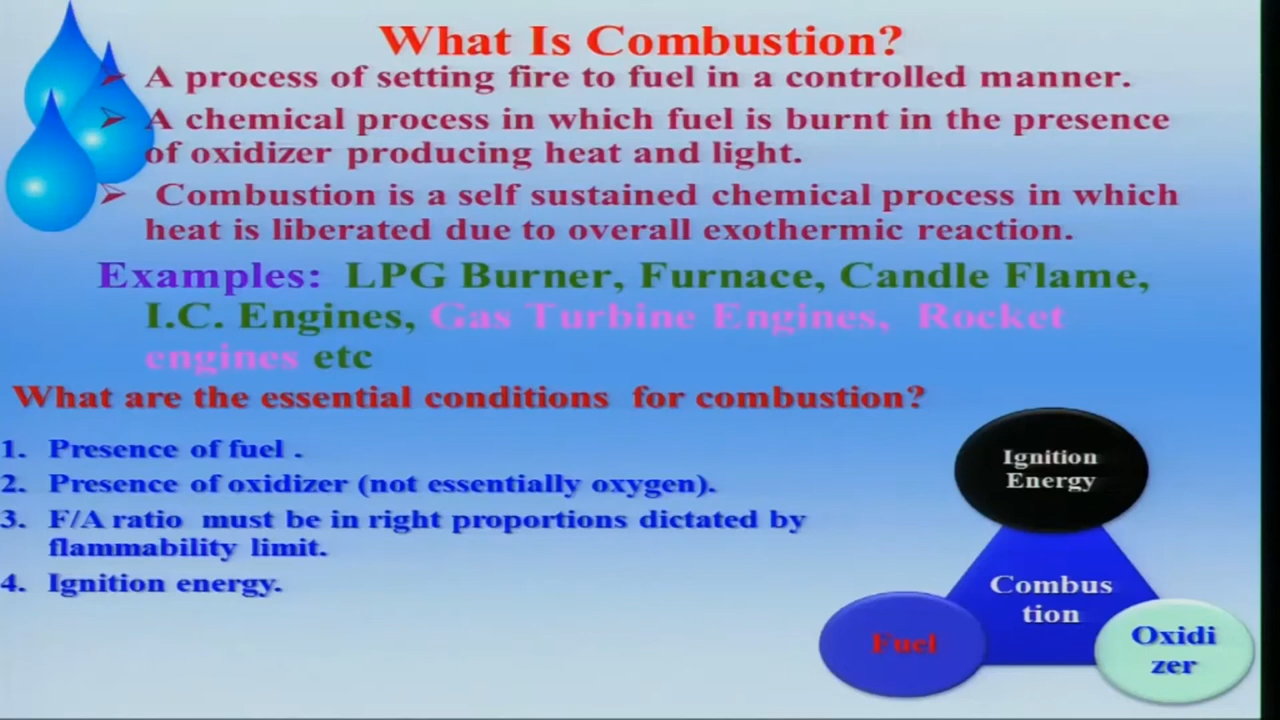 What Is Combustion?
➢ A process of setting fire to fuel in a controlled manner.
➢ A chemical process in which fuel is burnt in the presence
of oxidizer producing heat and light.
➢ Combustion is a self sustained chemical process in which
heat is liberated due to overall exothermic reaction.
Examples: LPG Burner, Furnace, Candle Flame,
I.C. Engines, Gas Turbine Engines, Rocket
engines etc
What are the essential conditions for combustion?
1. Presence of fuel .
2. Presence of oxidizer (not essentially oxygen).
3. F/A ratio must be in right proportions dictated by
flammability limit.
4. Ignition energy.
Ignition
Energy
Combus
tion
Fuel
Oxidi
zer